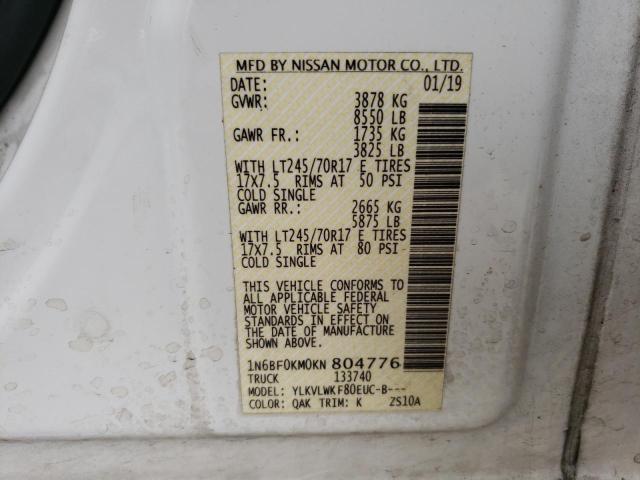 MFD BY NISSAN MOTOR CO., LTD.
DATE: 01/19
GVWR: 3878 KG
8550 LB
GAWR FR.: 1735 KG
3825 LB
WITH LT245/70R17 E TIRES
17X7.5 RIMS AT 50 PSI
COLD SINGLE
GAWR RR.: 2665 KG
5875 LB
WITH LT245/70R17 E TIRES
17X7.5 RIMS AT 80 PSI
COLD SINGLE
THIS VEHICLE CONFORMS TO
ALL APPLICABLE FEDERAL
MOTOR VEHICLE SAFETY
STANDARDS IN EFFECT ON
THE DATE OF MANUFACTURE
SHOWN ABOVE.
1N6BF0KM0KN 804776
TRUCK 133740
MODEL: YLKVLWKF80EUC-B---
COLOR: QAK TRIM: K ZS10A